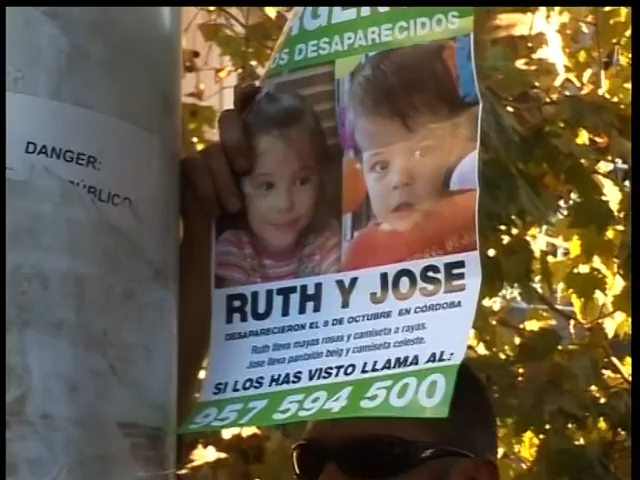 OS DESAPARECIDOS
DANGER:
PÚBLICO
RUTH Y JOSE
DESAPARECIERON EL 8 DE OCTUBRE EN CÓRDOBA
Ruth lleva mayas rosas y camiseta a rayas.
Jose lleva pantalón beig y camiseta celeste.
SI LOS HAS VISTO LLAMA AL:
957 594 500